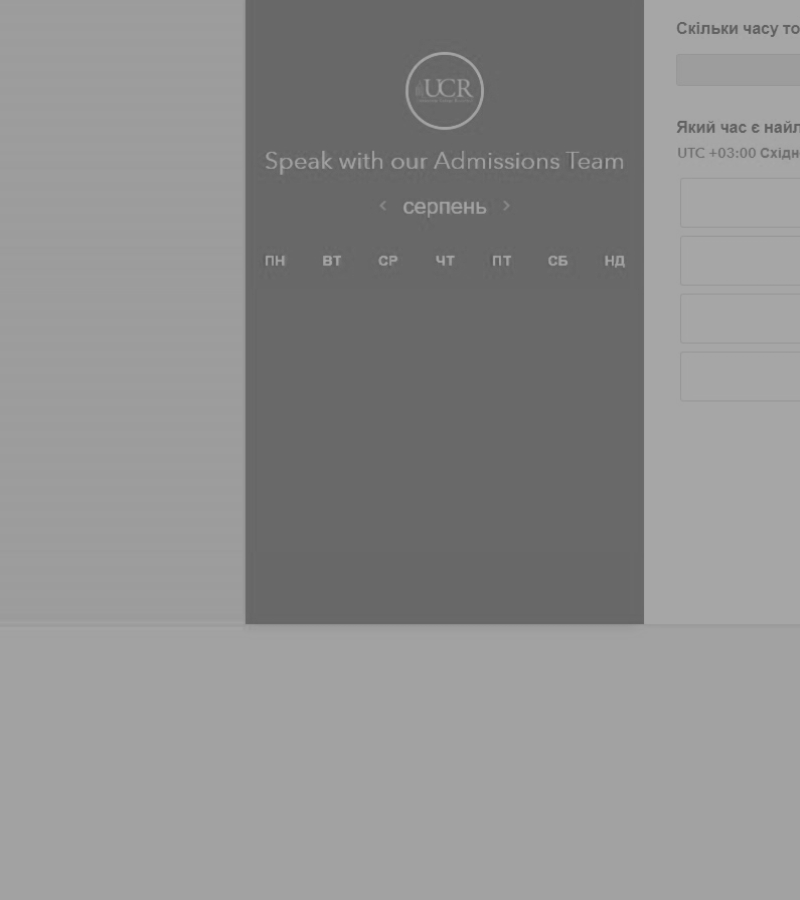 UCR
Speak with our Admissions Team
серпень
ПН ВТ СР ЧТ ПТ СБ НД
Скільки часу то
Який час є найл
UTC +03:00 Східн